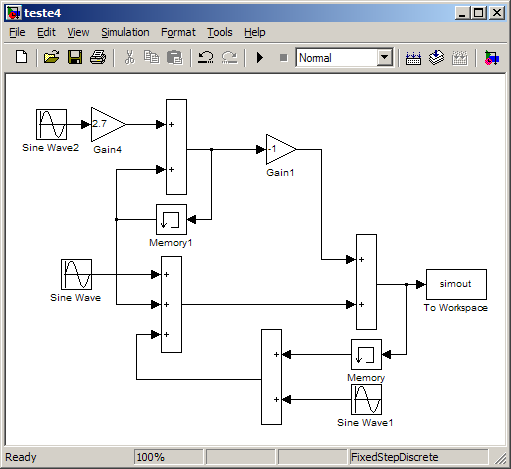 teste4
File Edit View Simulation Format Tools Help
Normal
Sine Wave2
2.7
Gain4
+
+
-1
Gain1
Memory1
Sine Wave
+
+
+
+
+
simout
To Workspace
+
+
Memory
Sine Wave1
Ready 100% FixedStepDiscrete